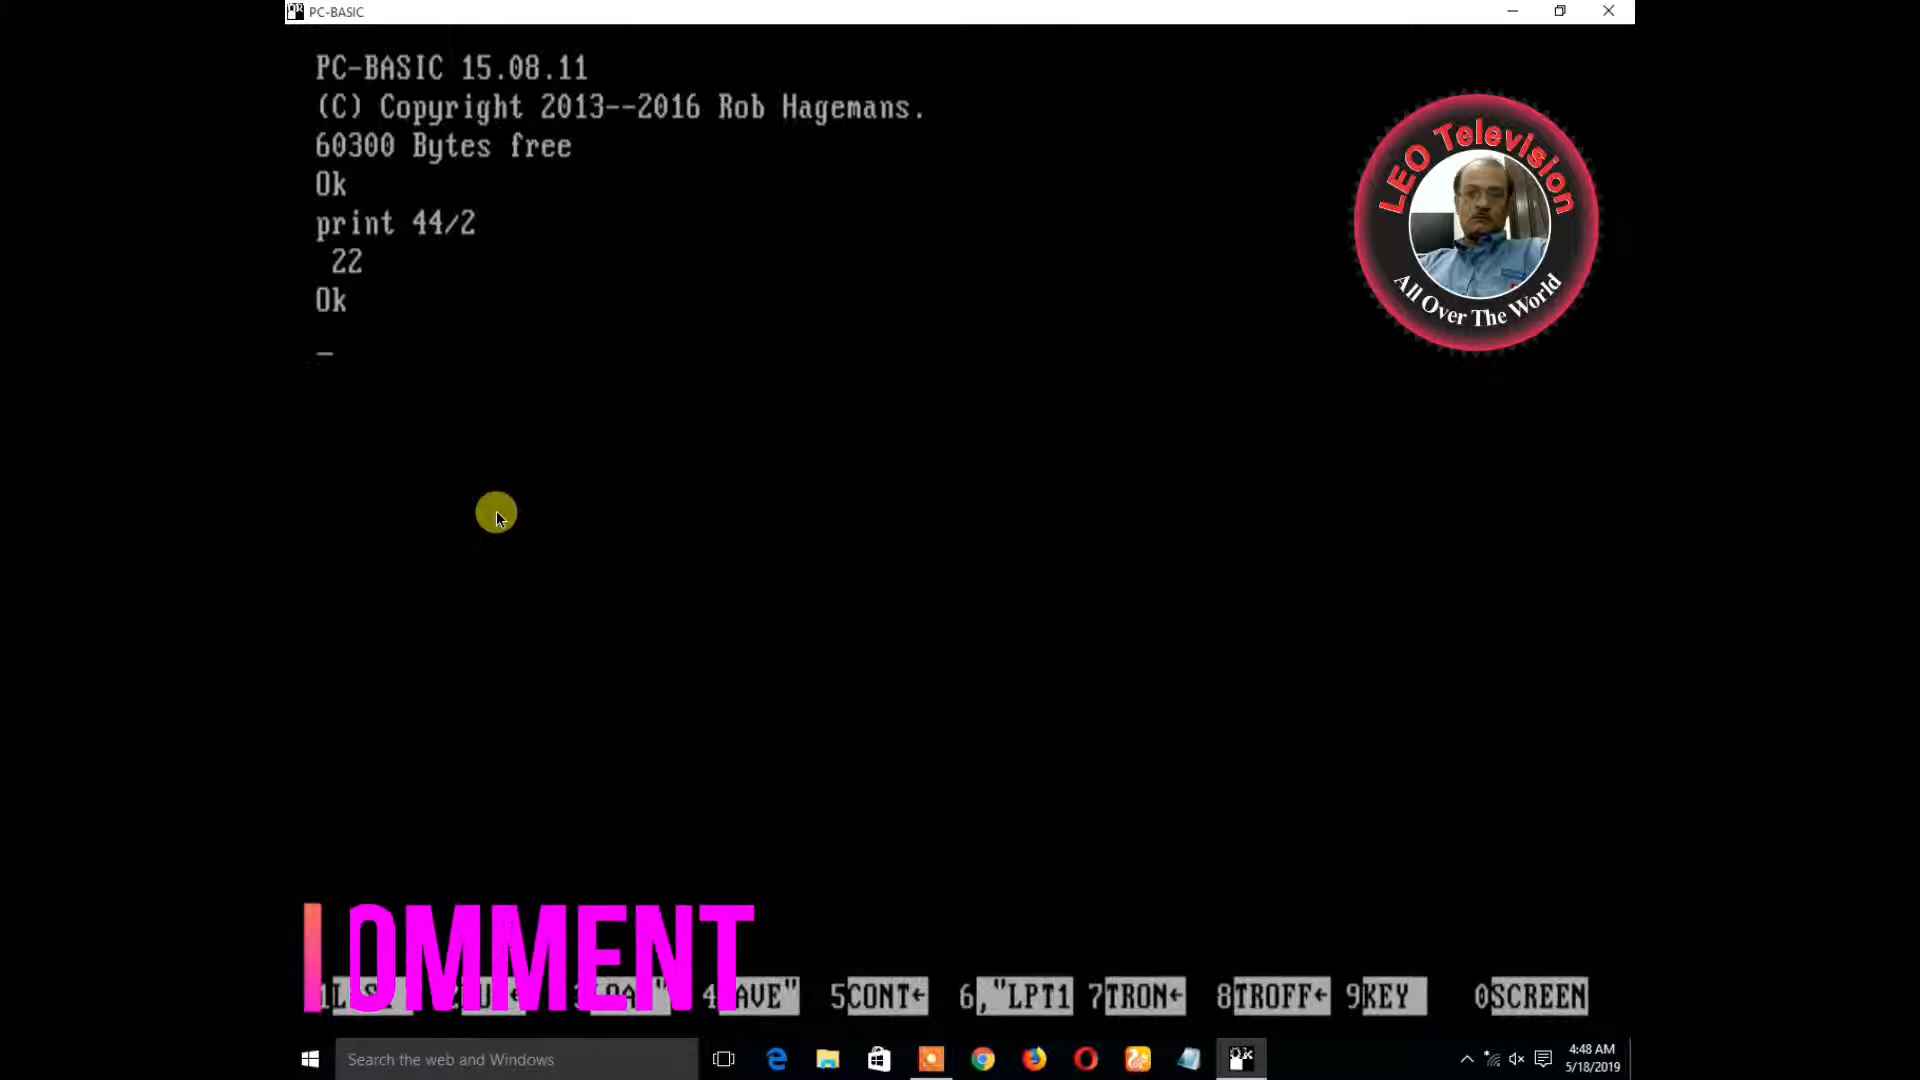 PC-BASIC
PC-BASIC 15.08.11
(C) Copyright 2013--2016 Rob Hagemans.
60300 Bytes free
Ok
print 44/2
 22
Ok
LEO Television
All Over The World
OMMENT
4 AVE" 5CONT← 6,"LPT1 7TRON← 8TROFF← 9KEY 0SCREEN
Search the web and Windows
4:48 AM
5/18/2019